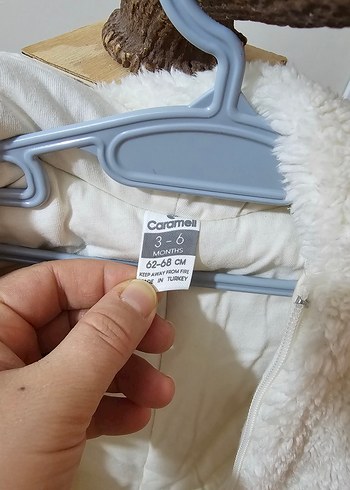 Caramell
3 - 6
MONTHS
62-68 CM
KEEP AWAY FROM FIRE
IN TURKEY